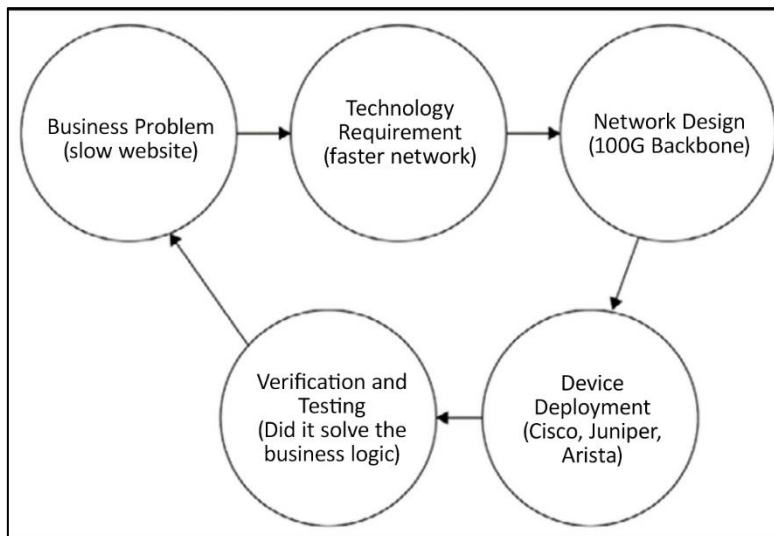 Business Problem
(slow website)
Technology
Requirement
(faster network)
Network Design
(100G Backbone)
Device
Deployment
(Cisco, Juniper,
Arista)
Verification and
Testing
(Did it solve the
business logic)